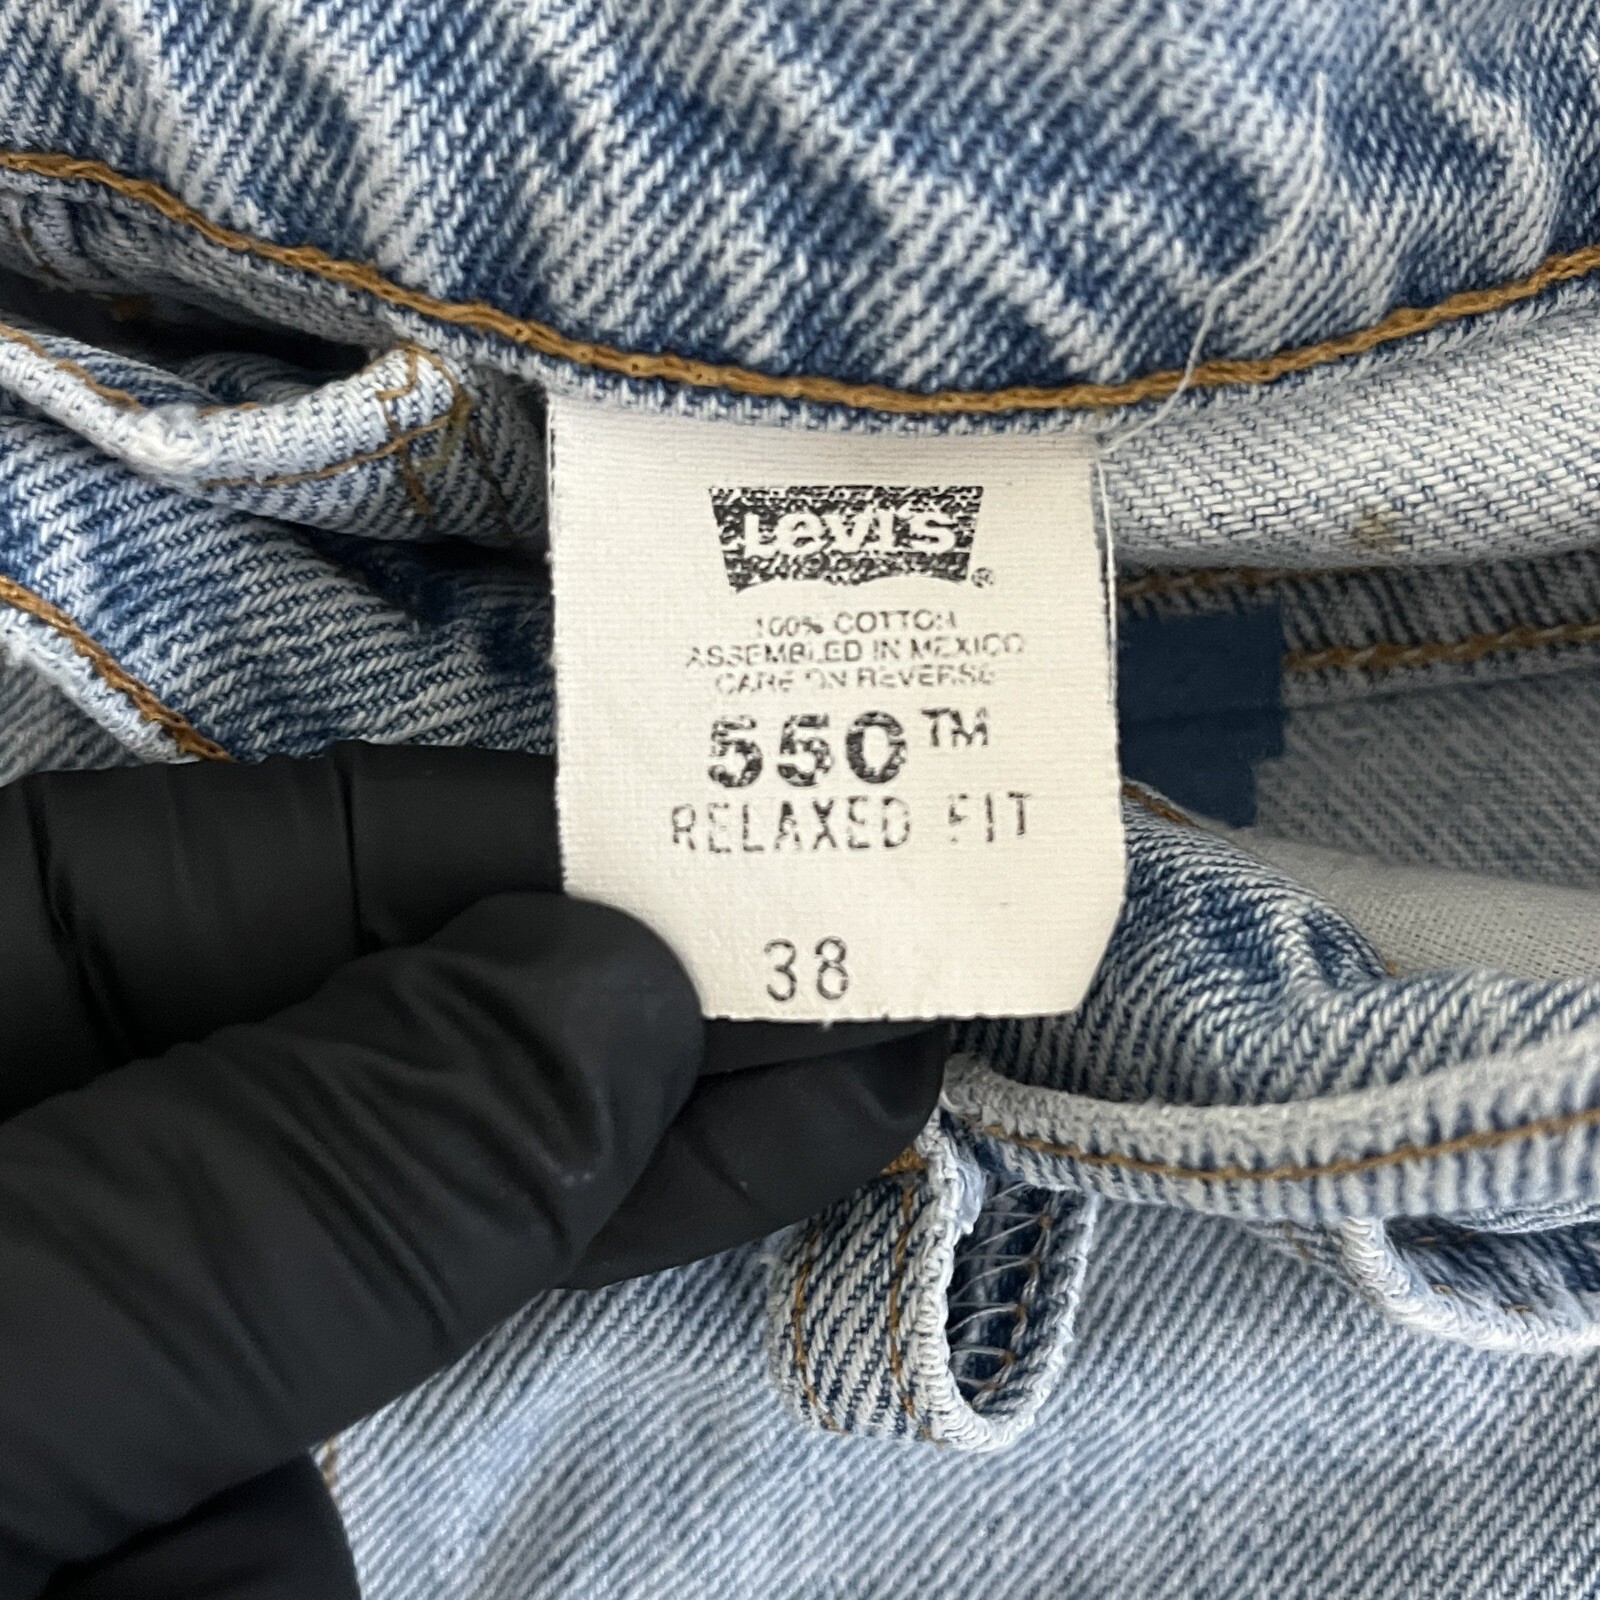 Levi's®
100% COTTON
ASSEMBLED IN MEXICO
CARE ON REVERSE
550™
RELAXED FIT
38